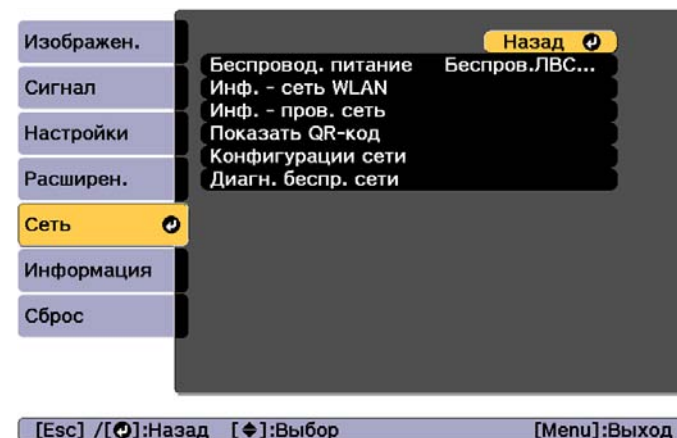 Изображен.
Сигнал
Настройки
Расширен.
Сеть
Информация
Сброс
Назад
Беспровод. питание Беспров.ЛВС...
Инф. - сеть WLAN
Инф. - пров. сеть
Показать QR-код
Конфигурации сети
Диагн. беспр. сети
[Esc] /[⏎]:Назад [◆]:Выбор [Menu]:Выход